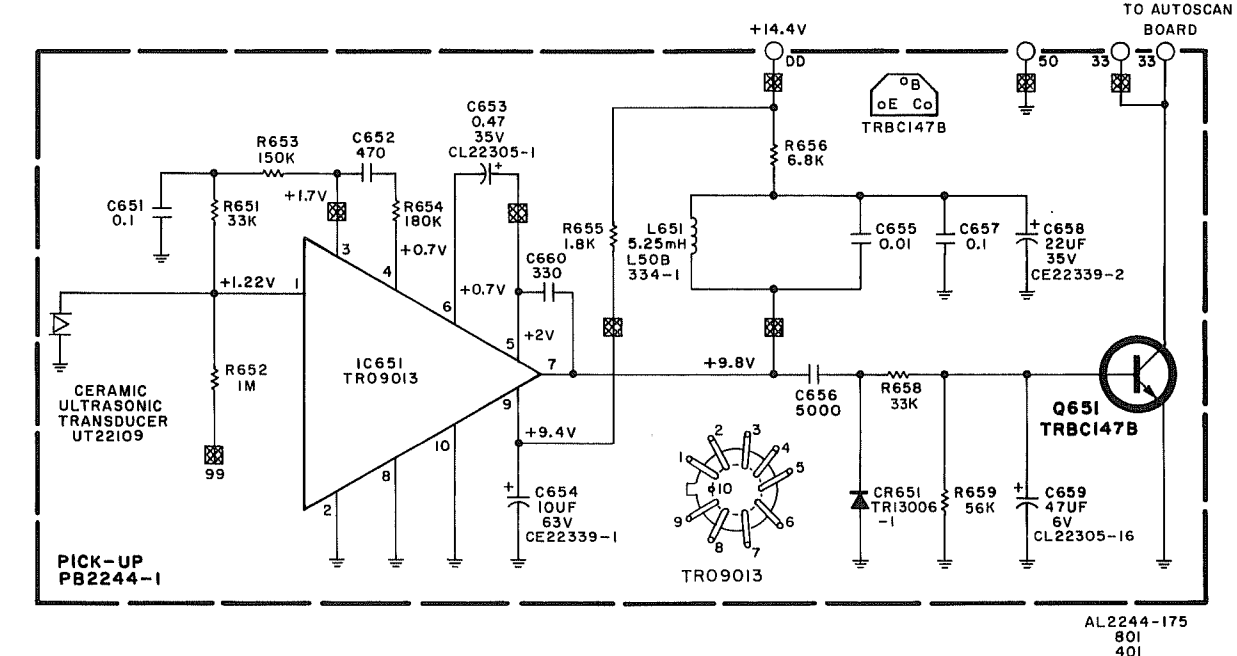 TO AUTOSCAN
BOARD
+14.4V
DD
50
33
33
B
E C
TRBC147B
C653
0.47
35V
CL22305-1
+
R653
150K
C652
470
R656
6.8K
C651
0.1
R651
33K
+1.7V
R654
180K
R655
1.8K
L651
5.25mH
L50B
334-1
C655
0.01
C657
0.1
+
C658
22UF
35V
CE22339-2
3
+0.7V
4
C660
330
+1.22V
1
+0.7V
6
5
+2V
IC651
TR09013
7
+9.8V
C656
5000
R658
33K
Q651
TRBC147B
R652
1M
CERAMIC
ULTRASONIC
TRANSDUCER
UT22109
99
9
+9.4V
10
8
2
+
C654
10UF
63V
CE22339-1
1
2
3
4
5
6
7
8
9
10
TR09013
CR651
TR13006
-1
R659
56K
+
C659
47UF
6V
CL22305-16
PICK-UP
PB2244-1
AL2244-175
801
401